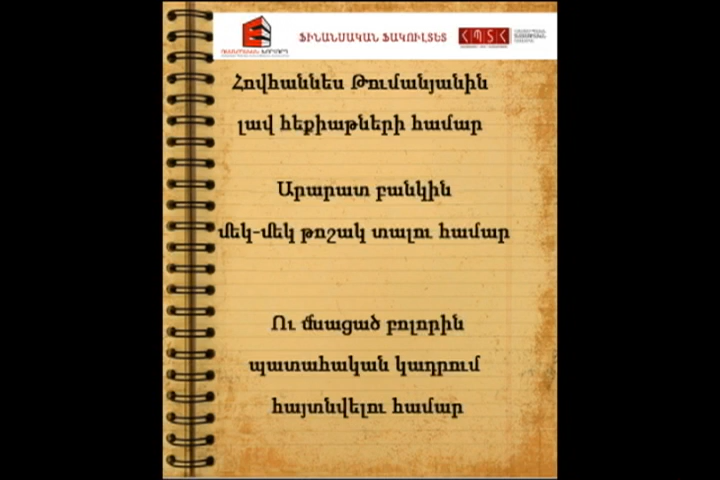 ՖԻՆԱՆՍԱԿԱՆ ՖԱԿՈՒԼՏԵՏ
ՀՊՏՀ
Հովհաննես Թումանյանին
լավ հեքիաթների համար
Արարատ բանկին
մեկ-մեկ թոշակ տալու համար
Ու մնացած բոլորին
պատահական կադրում
հայտնվելու համար